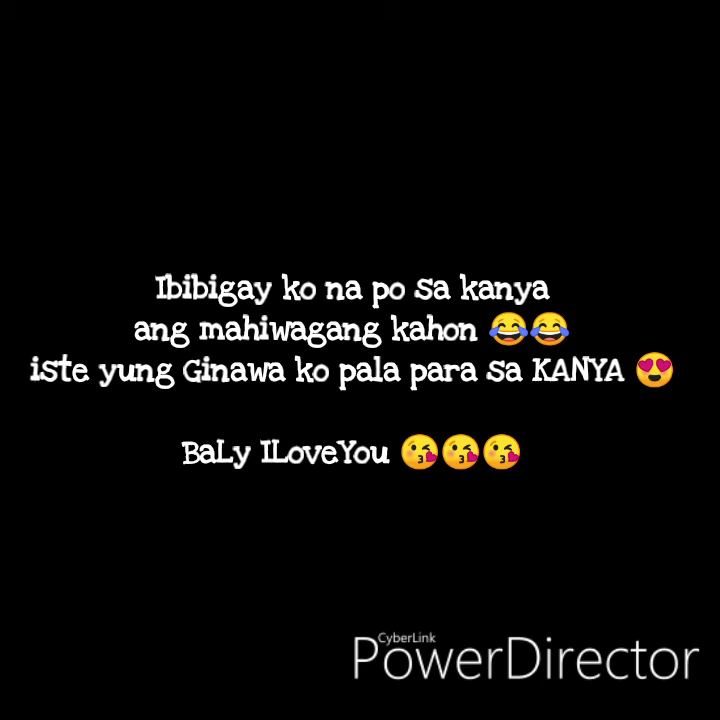 Ibibigay ko na po sa kanya
ang mahiwagang kahon 😂😂
iste yung Ginawa ko pala para sa KANYA 😍
BaLy ILoveYou 😘😘😘
CyberLink
PowerDirector